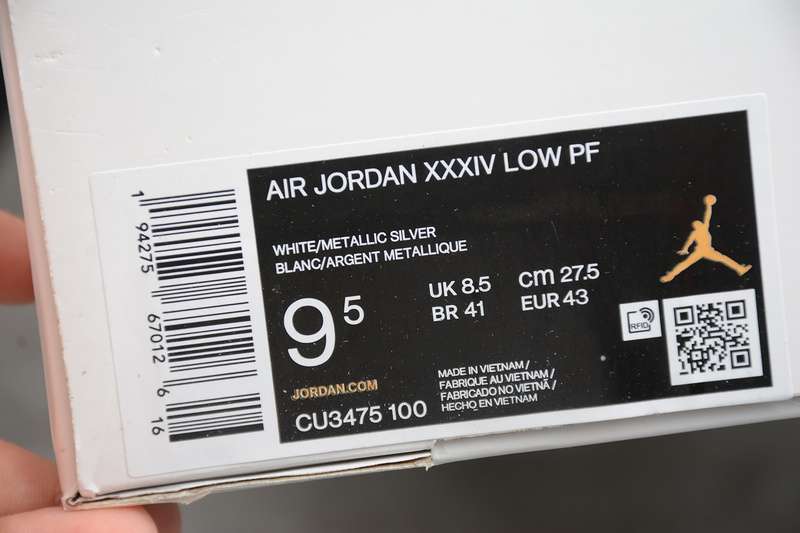 AIR JORDAN XXXIV LOW PF
WHITE/METALLIC SILVER
BLANC/ARGENT METALLIQUE
9 5
UK 8.5
BR 41
cm 27.5
EUR 43
RFID
JORDAN.COM
CU3475 100
MADE IN VIETNAM /
FABRIQUE AU VIETNAM /
FABRICADO NO VIETNÃ /
HECHO EN VIETNAM
1 94275 67012 6 16